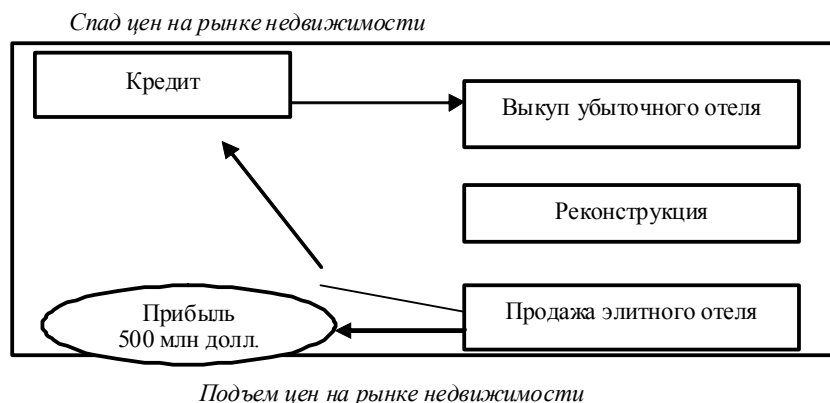 Спад цен на рынке недвижимости
Кредит
Выкуп убыточного отеля
Реконструкция
Продажа элитного отеля
Прибыль
500 млн долл.
Подъем цен на рынке недвижимости